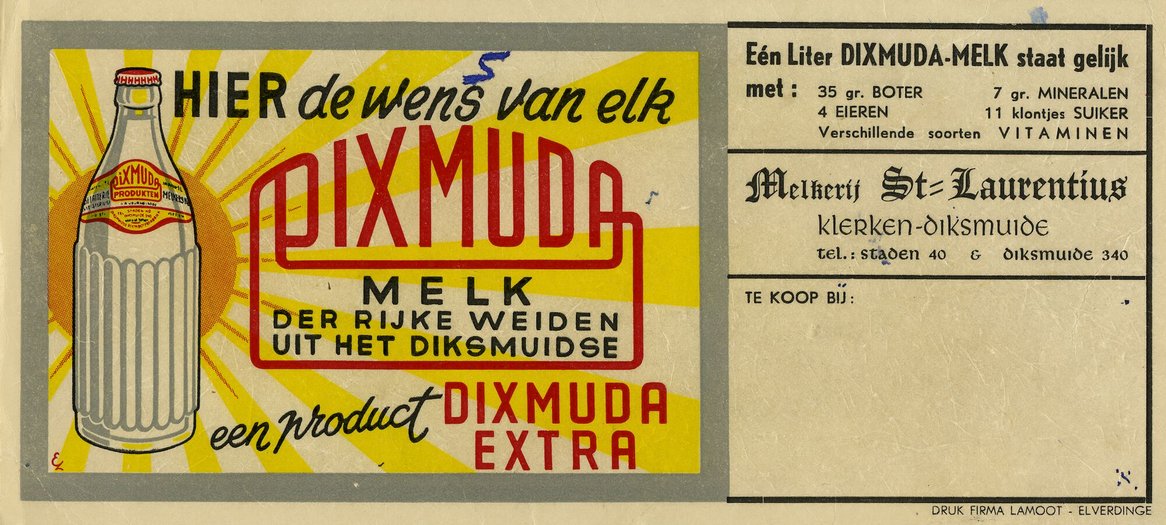 HIER de wens van elk
DIXMUDA
MELK
DER RIJKE WEIDEN
UIT HET DIKSMUIDSE
een product DIXMUDA
EXTRA
DIXMUDA
PRODUKTEN
Eén Liter DIXMUDA-MELK staat gelijk
met : 35 gr. BOTER 7 gr. MINERALEN
4 EIEREN 11 klontjes SUIKER
Verschillende soorten VITAMINEN
Melkerij St=Laurentius
KLERKEN-DIKSMUIDE
tel.: staden 40 & diksmuide 340
TE KOOP BIJ :
DRUK FIRMA LAMOOT - ELVERDINGE